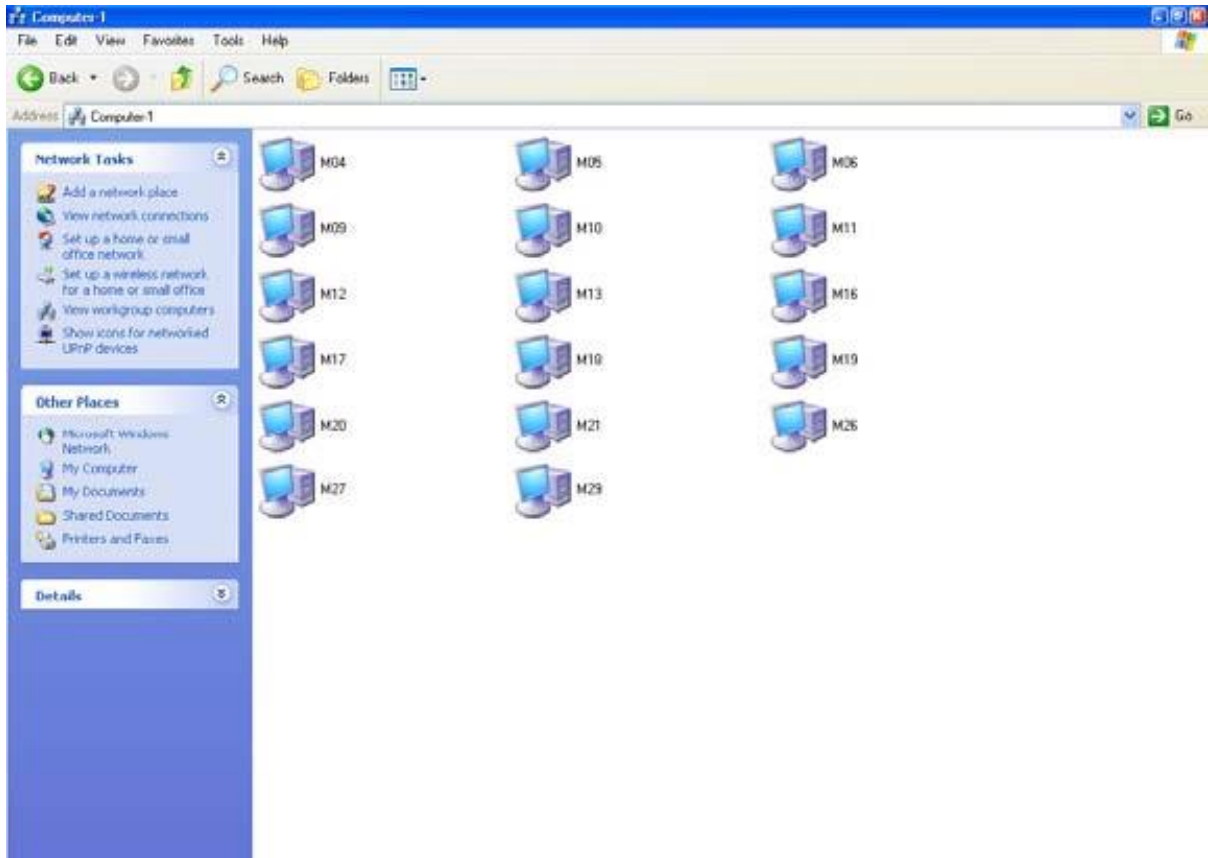 Computer-1
File Edit View Favorites Tools Help
Back Search Folders
Address Computer-1 Go
Network Tasks
Add a network place
View network connections
Set up a home or small
office network
Set up a wireless network
for a home or small office
View workgroup computers
Show icons for networked
UPnP devices
Other Places
Microsoft Windows
Network
My Computer
My Documents
Shared Documents
Printers and Faxes
Details
M04 M05 M06
M09 M10 M11
M12 M13 M16
M17 M18 M19
M20 M21 M26
M27 M29